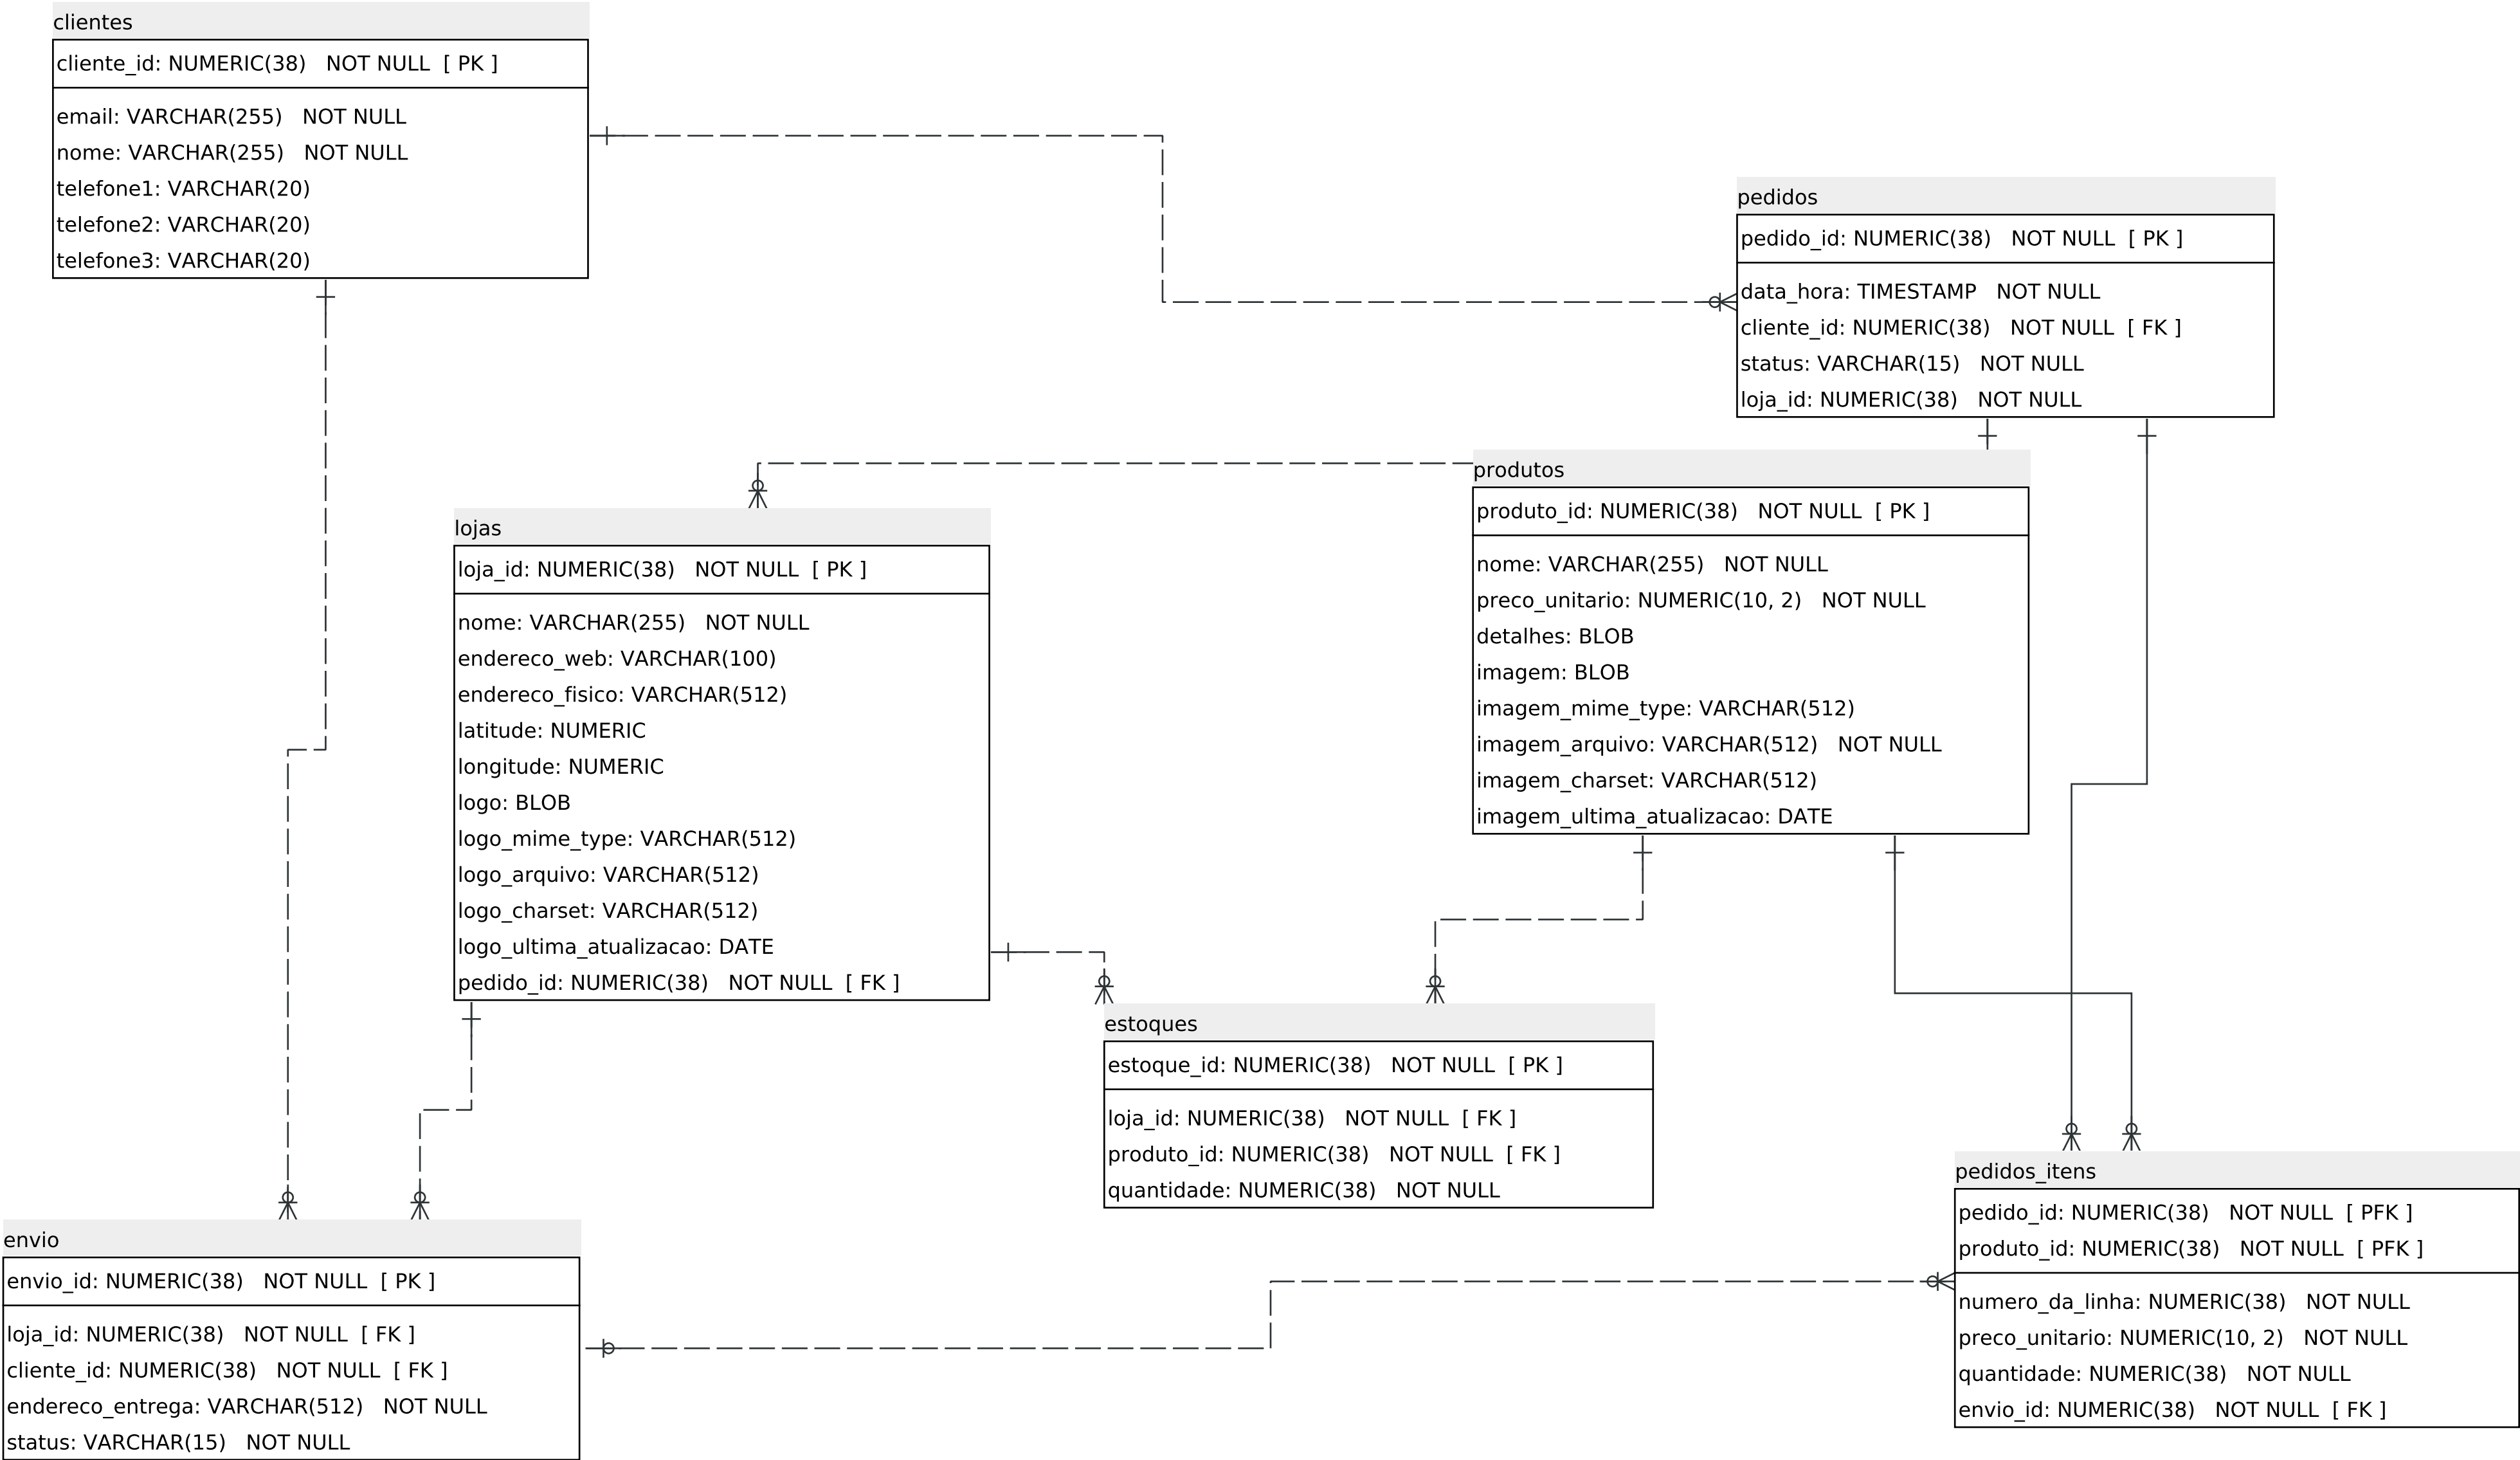 clientes
cliente_id: NUMERIC(38) NOT NULL [ PK ]
email: VARCHAR(255) NOT NULL
nome: VARCHAR(255) NOT NULL
telefone1: VARCHAR(20)
telefone2: VARCHAR(20)
telefone3: VARCHAR(20)
pedidos
pedido_id: NUMERIC(38) NOT NULL [ PK ]
data_hora: TIMESTAMP NOT NULL
cliente_id: NUMERIC(38) NOT NULL [ FK ]
status: VARCHAR(15) NOT NULL
loja_id: NUMERIC(38) NOT NULL
produtos
produto_id: NUMERIC(38) NOT NULL [ PK ]
nome: VARCHAR(255) NOT NULL
preco_unitario: NUMERIC(10, 2) NOT NULL
detalhes: BLOB
imagem: BLOB
imagem_mime_type: VARCHAR(512)
imagem_arquivo: VARCHAR(512) NOT NULL
imagem_charset: VARCHAR(512)
imagem_ultima_atualizacao: DATE
lojas
loja_id: NUMERIC(38) NOT NULL [ PK ]
nome: VARCHAR(255) NOT NULL
endereco_web: VARCHAR(100)
endereco_fisico: VARCHAR(512)
latitude: NUMERIC
longitude: NUMERIC
logo: BLOB
logo_mime_type: VARCHAR(512)
logo_arquivo: VARCHAR(512)
logo_charset: VARCHAR(512)
logo_ultima_atualizacao: DATE
pedido_id: NUMERIC(38) NOT NULL [ FK ]
estoques
estoque_id: NUMERIC(38) NOT NULL [ PK ]
loja_id: NUMERIC(38) NOT NULL [ FK ]
produto_id: NUMERIC(38) NOT NULL [ FK ]
quantidade: NUMERIC(38) NOT NULL
pedidos_itens
pedido_id: NUMERIC(38) NOT NULL [ PFK ]
produto_id: NUMERIC(38) NOT NULL [ PFK ]
numero_da_linha: NUMERIC(38) NOT NULL
preco_unitario: NUMERIC(10, 2) NOT NULL
quantidade: NUMERIC(38) NOT NULL
envio_id: NUMERIC(38) NOT NULL [ FK ]
envio
envio_id: NUMERIC(38) NOT NULL [ PK ]
loja_id: NUMERIC(38) NOT NULL [ FK ]
cliente_id: NUMERIC(38) NOT NULL [ FK ]
endereco_entrega: VARCHAR(512) NOT NULL
status: VARCHAR(15) NOT NULL